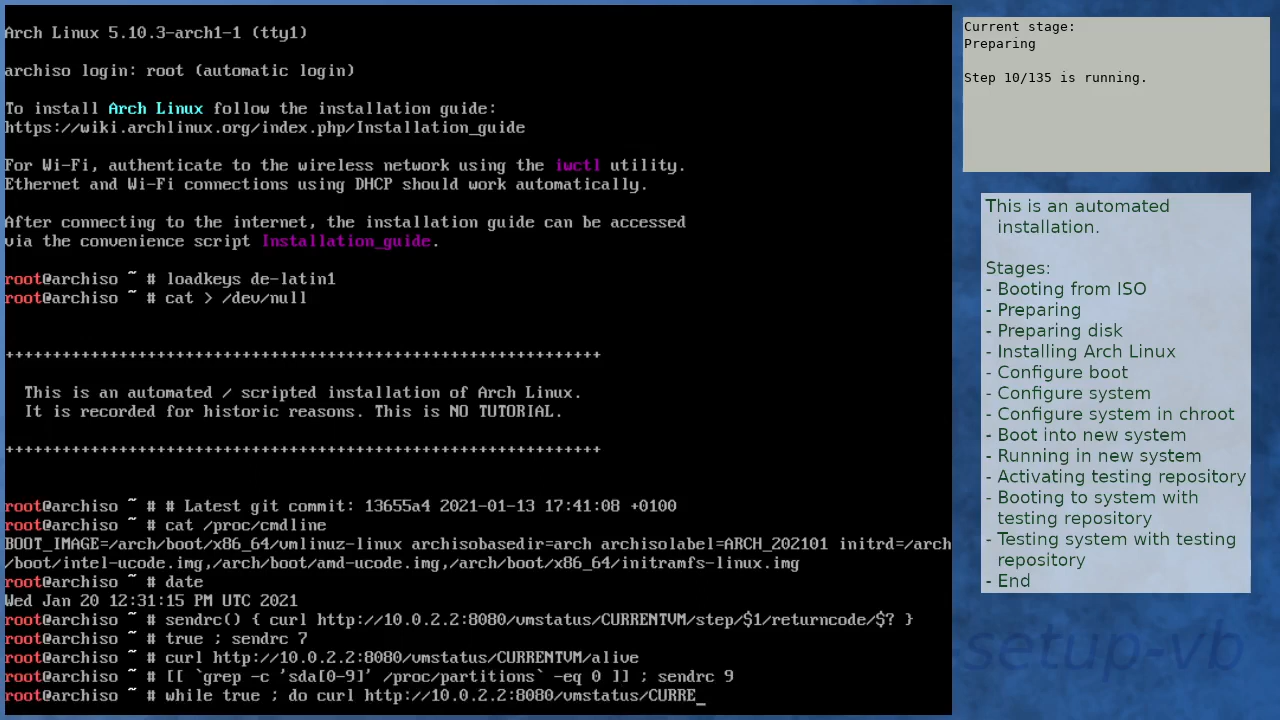 Arch Linux 5.10.3-arch1-1 (tty1)
archiso login: root (automatic login)
To install Arch Linux follow the installation guide:
https://wiki.archlinux.org/index.php/Installation_guide
For Wi-Fi, authenticate to the wireless network using the iwctl utility.
Ethernet and Wi-Fi connections using DHCP should work automatically.
After connecting to the internet, the installation guide can be accessed
via the convenience script Installation_guide.
root@archiso ~ # loadkeys de-latin1
root@archiso ~ # cat > /dev/null
+++++++++++++++++++++++++++++++++++++++++++++++++++++++++++++++
This is an automated / scripted installation of Arch Linux.
It is recorded for historic reasons. This is NO TUTORIAL.
+++++++++++++++++++++++++++++++++++++++++++++++++++++++++++++++
root@archiso ~ # # Latest git commit: 13655a4 2021-01-13 17:41:08 +0100
root@archiso ~ # cat /proc/cmdline
BOOT_IMAGE=/arch/boot/x86_64/vmlinuz-linux archisobasedir=arch archisolabel=ARCH_202101 initrd=/arch
/boot/intel-ucode.img,/arch/boot/amd-ucode.img,/arch/boot/x86_64/initramfs-linux.img
root@archiso ~ # date
Wed Jan 20 12:31:15 PM UTC 2021
root@archiso ~ # sendrc() { curl http://10.0.2.2:8080/vmstatus/CURRENTVM/step/$1/returncode/$? }
root@archiso ~ # true ; sendrc 7
root@archiso ~ # curl http://10.0.2.2:8080/vmstatus/CURRENTVM/alive
root@archiso ~ # [[ `grep -c 'sda[0-9]' /proc/partitions` -eq 0 ]] ; sendrc 9
root@archiso ~ # while true ; do curl http://10.0.2.2:8080/vmstatus/CURRE_
Current stage:
Preparing
Step 10/135 is running.
This is an automated
installation.
Stages:
- Booting from ISO
- Preparing
- Preparing disk
- Installing Arch Linux
- Configure boot
- Configure system
- Configure system in chroot
- Boot into new system
- Running in new system
- Activating testing repository
- Booting to system with
testing repository
- Testing system with testing
repository
- End
setup-vb